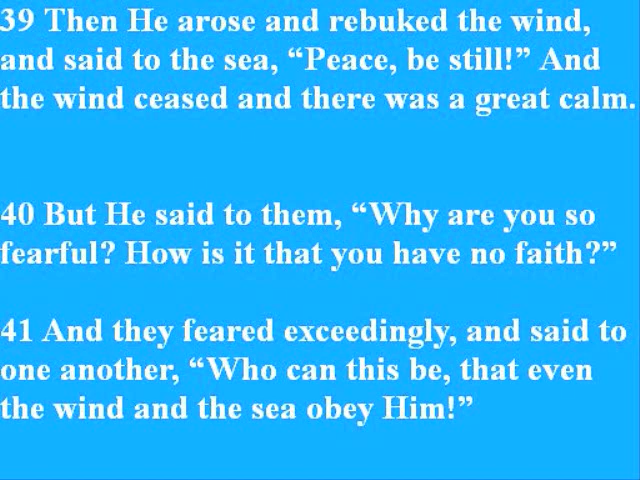 39 Then He arose and rebuked the wind,
and said to the sea, “Peace, be still!” And
the wind ceased and there was a great calm.
40 But He said to them, “Why are you so
fearful? How is it that you have no faith?”
41 And they feared exceedingly, and said to
one another, “Who can this be, that even
the wind and the sea obey Him!”